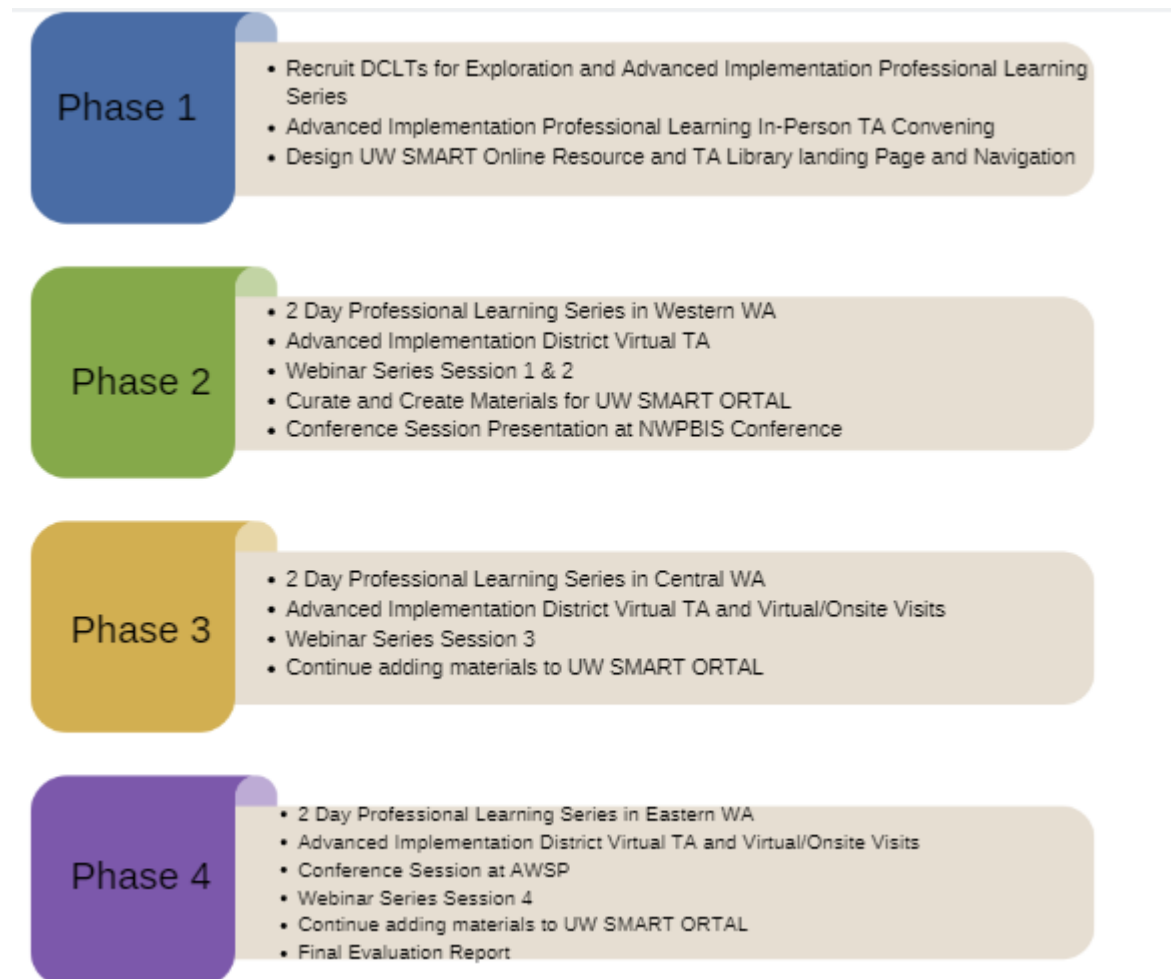 Phase 1
• Recruit DCLTs for Exploration and Advanced Implementation Professional Learning
Series
• Advanced Implementation Professional Learning In-Person TA Convening
• Design UW SMART Online Resource and TA Library landing Page and Navigation
Phase 2
• 2 Day Professional Learning Series in Western WA
• Advanced Implementation District Virtual TA
• Webinar Series Session 1 & 2
• Curate and Create Materials for UW SMART ORTAL
• Conference Session Presentation at NWPBIS Conference
Phase 3
• 2 Day Professional Learning Series in Central WA
• Advanced Implementation District Virtual TA and Virtual/Onsite Visits
• Webinar Series Session 3
• Continue adding materials to UW SMART ORTAL
Phase 4
• 2 Day Professional Learning Series in Eastern WA
• Advanced Implementation District Virtual TA and Virtual/Onsite Visits
• Conference Session at AWSP
• Webinar Series Session 4
• Continue adding materials to UW SMART ORTAL
• Final Evaluation Report